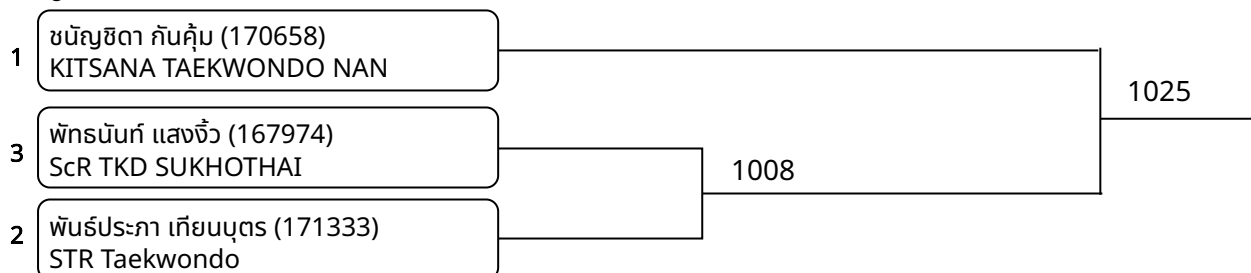 1
ชนัญชิดา กันคุ้ม (170658)
KITSANA TAEKWONDO NAN
1025
3
พัทธนันท์ แสงงิ้ว (167974)
ScR TKD SUKHOTHAI
1008
2
พันธ์ประภา เทียนบุตร (171333)
STR Taekwondo